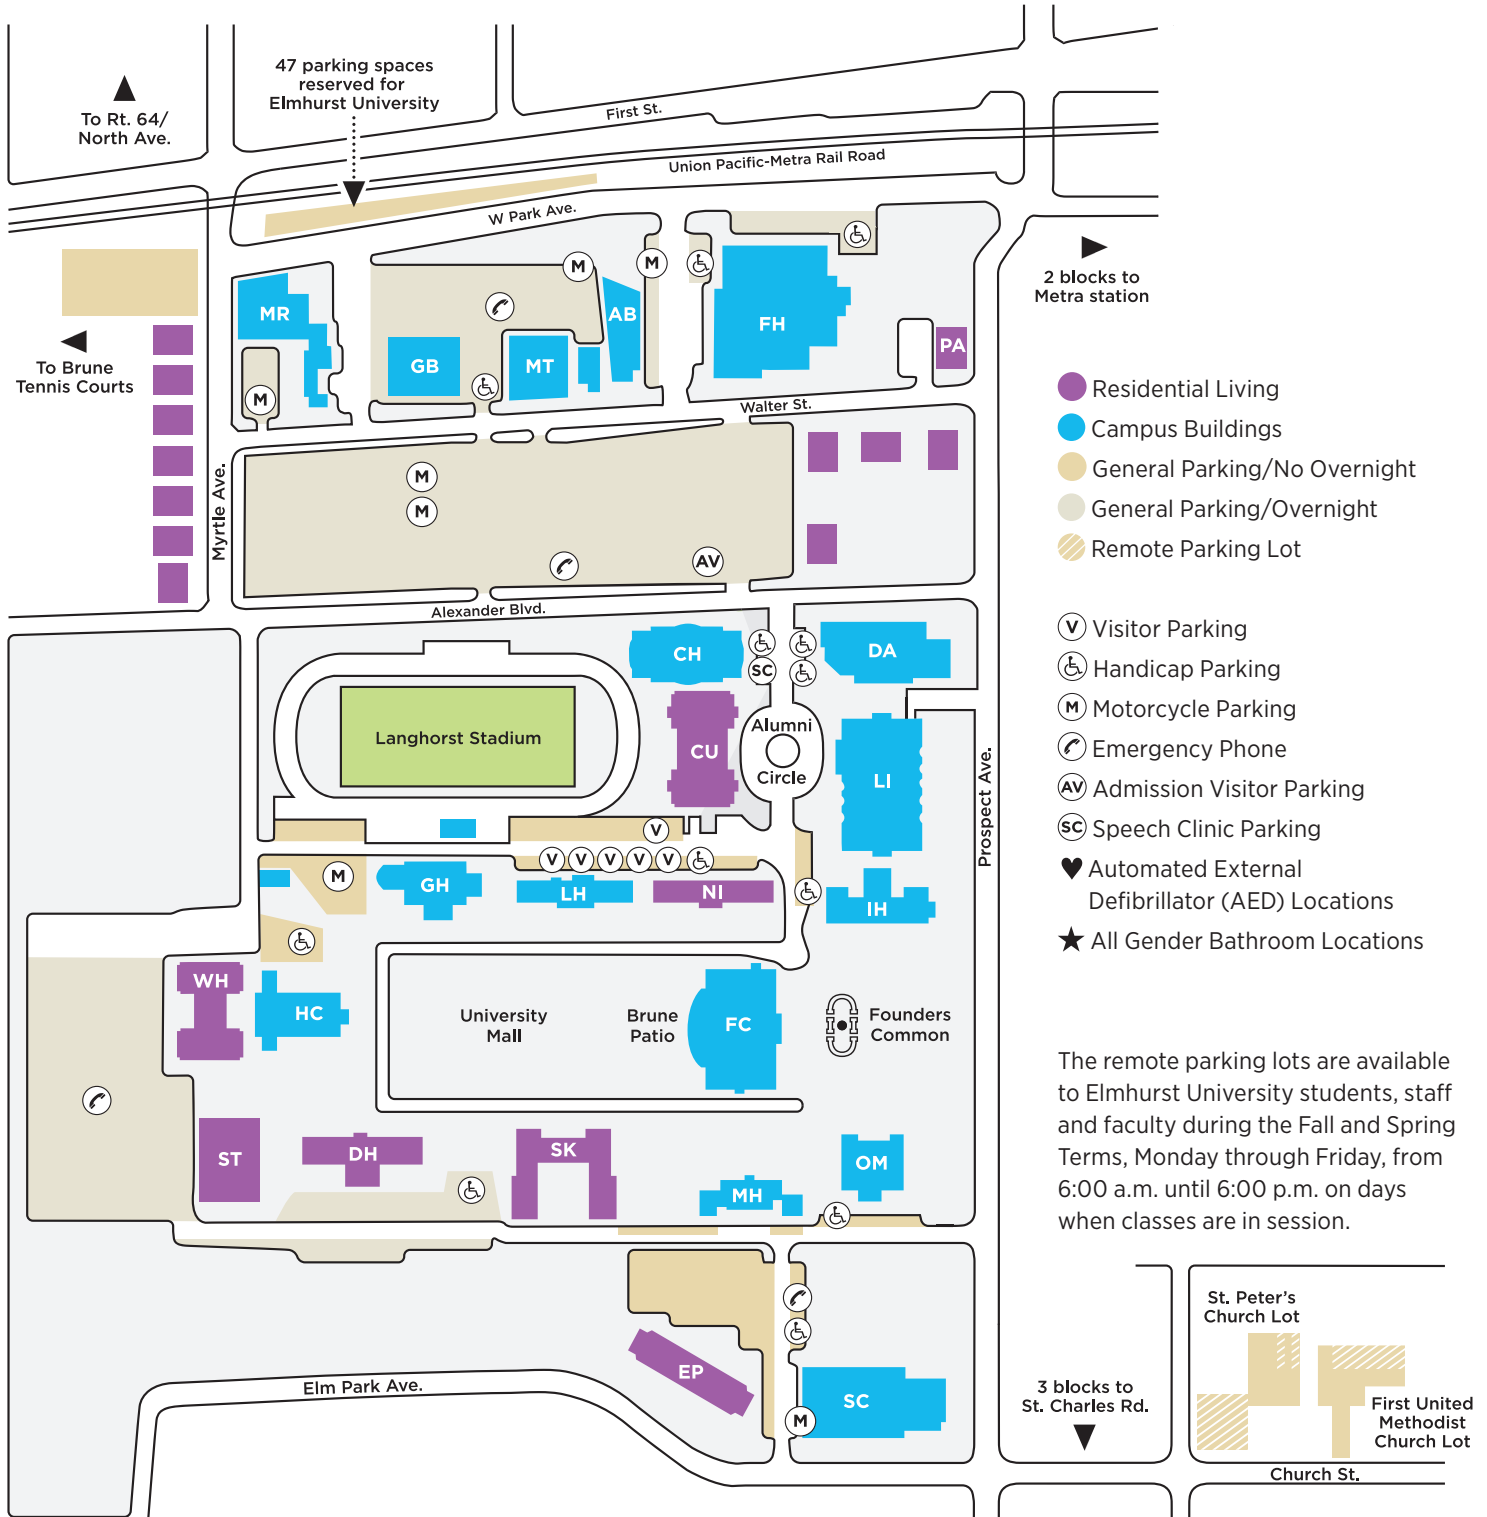 47 parking spaces
reserved for
Elmhurst University
To Rt. 64/
North Ave.
First St.
Union Pacific-Metra Rail Road
W Park Ave.
2 blocks to
Metra station
To Brune
Tennis Courts
MR
M
GB
M
MT
AB
M
FH
PA
Walter St.
Myrtle Ave.
M
M
AV
Alexander Blvd.
Residential Living
Campus Buildings
General Parking/No Overnight
General Parking/Overnight
Remote Parking Lot
V Visitor Parking
Handicap Parking
M Motorcycle Parking
Emergency Phone
AV Admission Visitor Parking
SC Speech Clinic Parking
Automated External
Defibrillator (AED) Locations
All Gender Bathroom Locations
CH
SC
DA
Langhorst Stadium
CU
Alumni
Circle
LI
Prospect Ave.
V
V V V V V
M
GH
LH
NI
IH
WH
HC
University
Mall
Brune
Patio
FC
Founders
Common
ST
DH
SK
MH
OM
The remote parking lots are available
to Elmhurst University students, staff
and faculty during the Fall and Spring
Terms, Monday through Friday, from
6:00 a.m. until 6:00 p.m. on days
when classes are in session.
EP
SC
M
Elm Park Ave.
3 blocks to
St. Charles Rd.
St. Peter's
Church Lot
First United
Methodist
Church Lot
Church St.